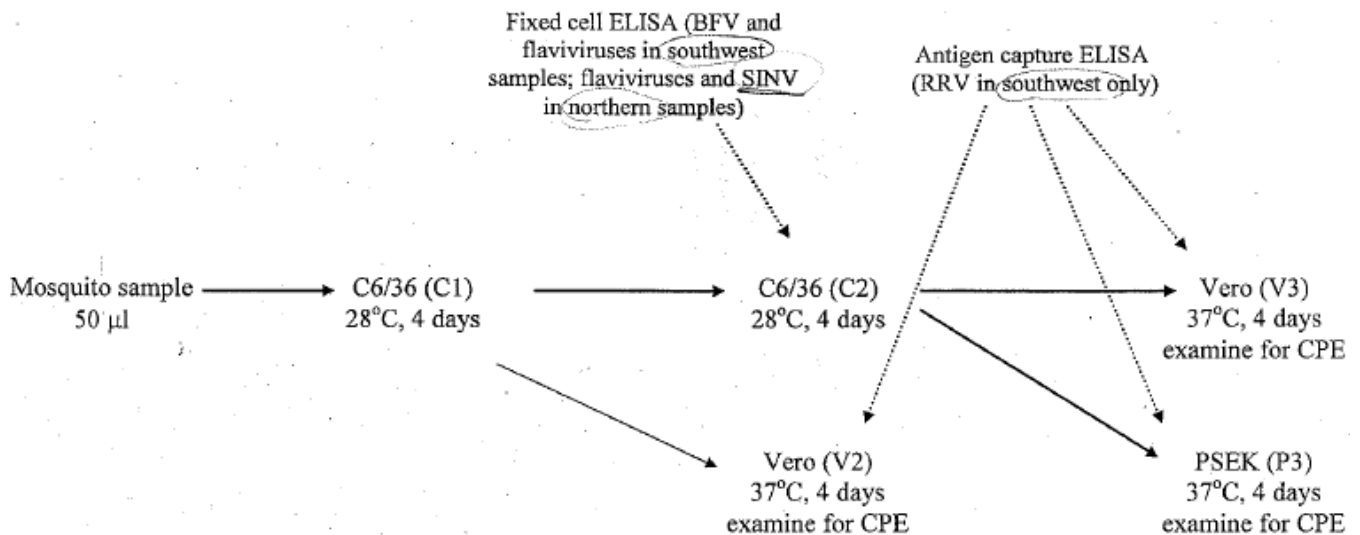 Fixed cell ELISA (BFV and
flaviviruses in southwest
samples; flaviviruses and SINV
in northern samples)
Antigen capture ELISA
(RRV in southwest only)
Mosquito sample
50 µl
C6/36 (C1)
28°C, 4 days
C6/36 (C2)
28°C, 4 days
Vero (V3)
37°C, 4 days
examine for CPE
Vero (V2)
37°C, 4 days
examine for CPE
PSEK (P3)
37°C, 4 days
examine for CPE